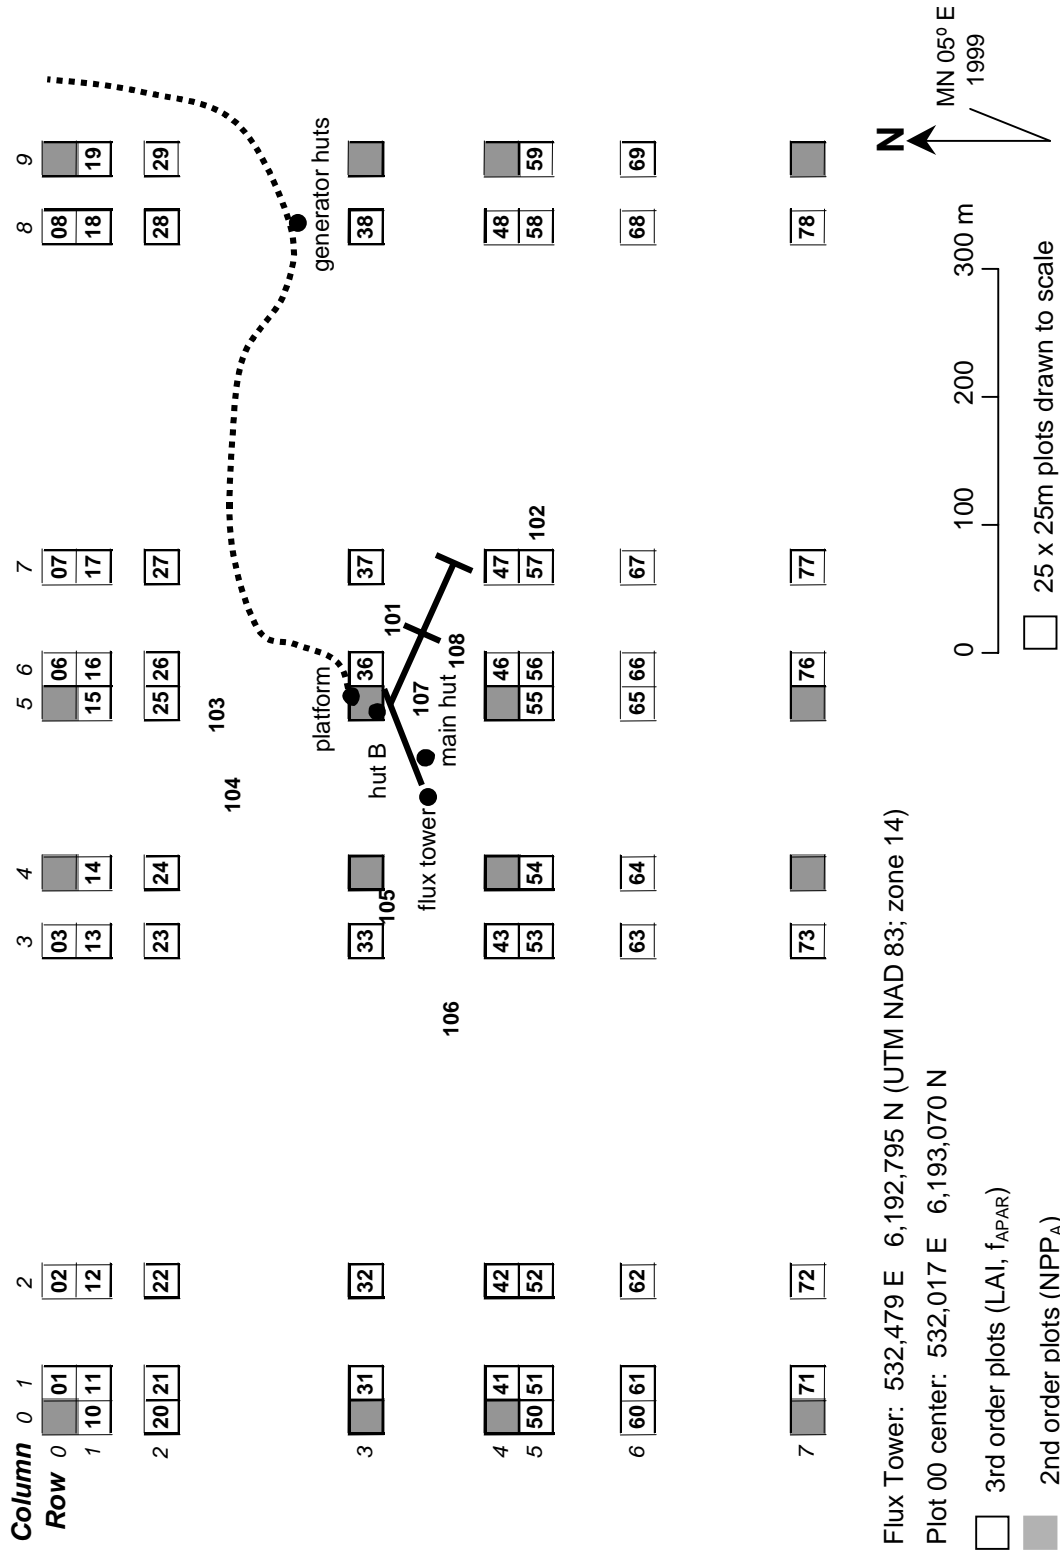 Column 0 1 2 3 4 5 6 7 8 9
Row
0 01 02 03 06 07 08
1 10 11 12 13 14 15 16 17 18 19
2 20 21 22 23 24 25 26 27 28 29
3 31 32 33 36 37 38
4 41 42 43 46 47 48
5 50 51 52 53 54 55 56 57 58 59
6 60 61 62 63 64 65 66 67 68 69
7 71 72 73 76 77 78
103
104
platform
generator huts
hut B
101
105
107
108
main hut
flux tower
106
102
Flux Tower: 532,479 E 6,192,795 N (UTM NAD 83; zone 14)
Plot 00 center: 532,017 E 6,193,070 N
3rd order plots (LAI, fAPAR)
2nd order plots (NPPA)
0 100 200 300 m
25 x 25m plots drawn to scale
N
MN 05º E
1999